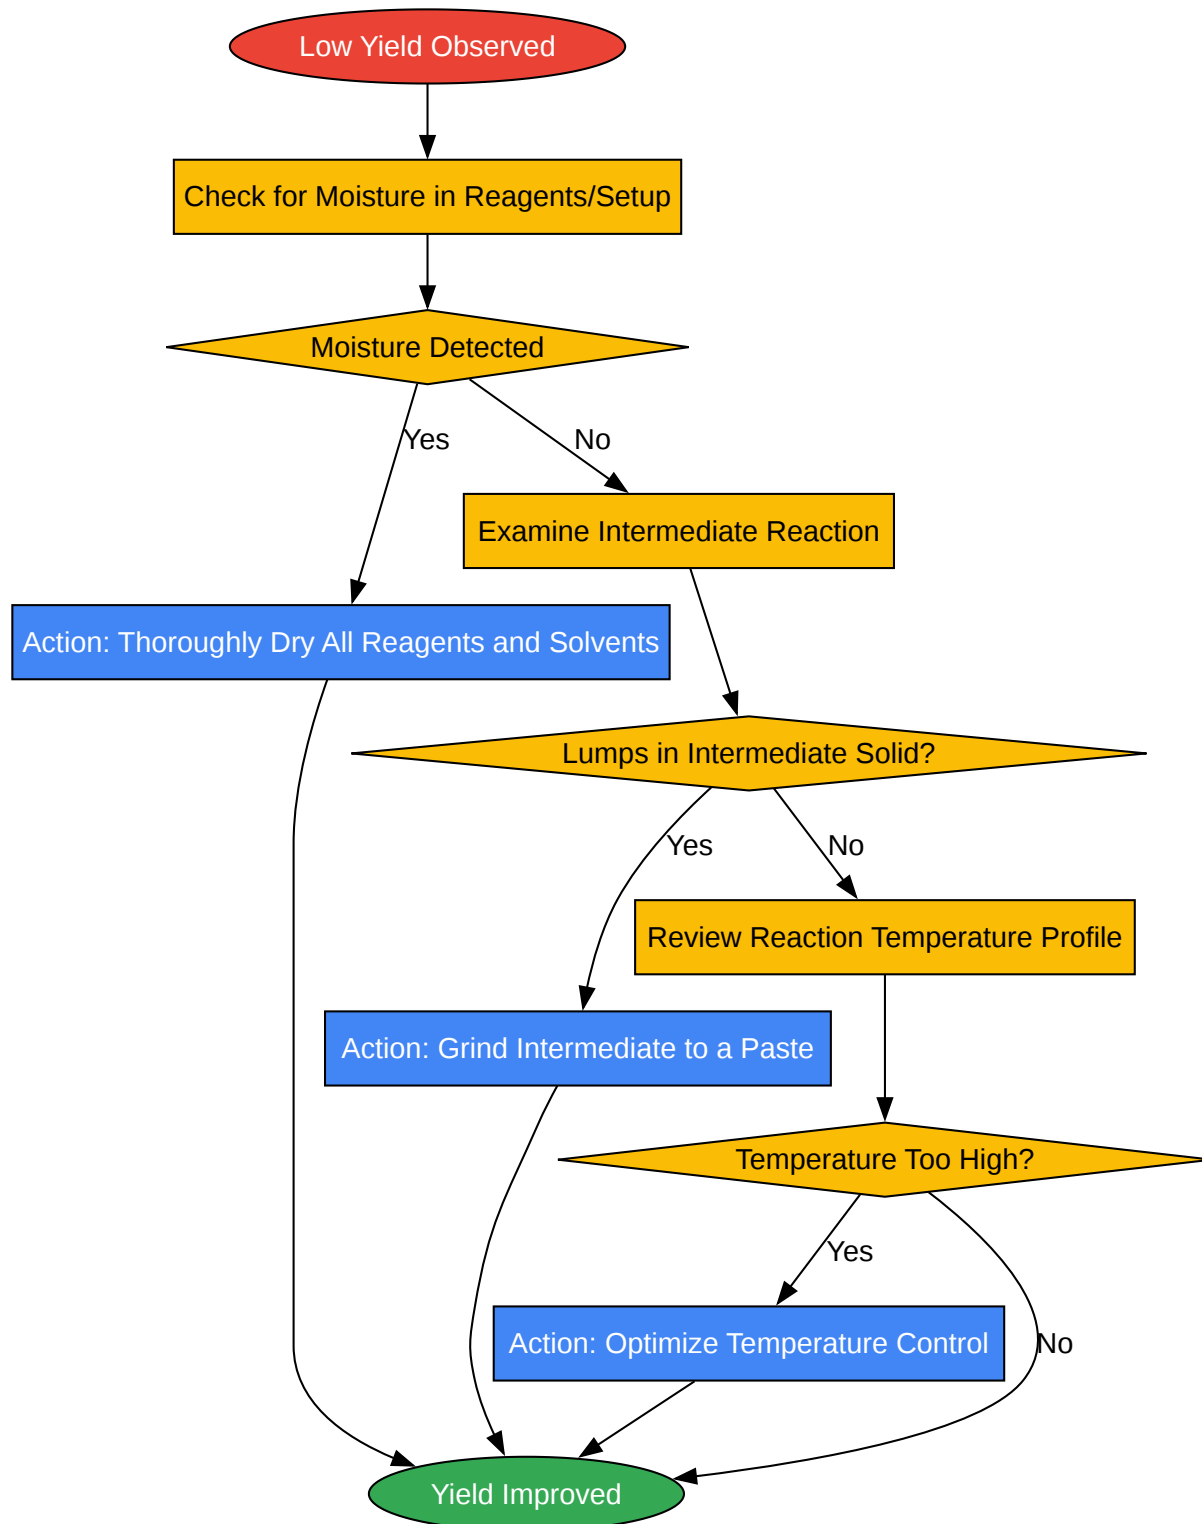 Low Yield Observed
Check for Moisture in Reagents/Setup
Moisture Detected
Yes
No
Examine Intermediate Reaction
Action: Thoroughly Dry All Reagents and Solvents
Lumps in Intermediate Solid?
Yes
No
Review Reaction Temperature Profile
Action: Grind Intermediate to a Paste
Temperature Too High?
Yes
Action: Optimize Temperature Control
No
Yield Improved